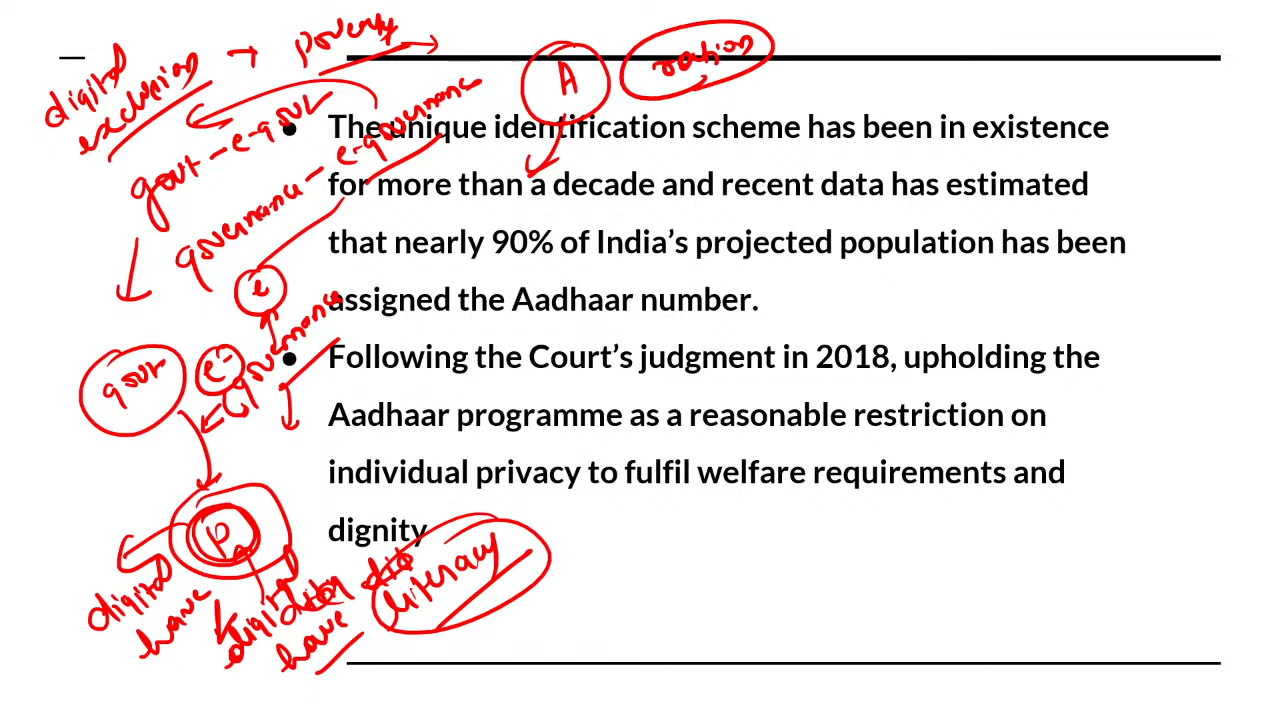 digital
exclusion → poverty
A
ration
govt - e-govt
governance - e-governance
e
The unique identification scheme has been in existence
for more than a decade and recent data has estimated
that nearly 90% of India's projected population has been
assigned the Aadhaar number.
govt
e-
governance
Following the Court's judgment in 2018, upholding the
Aadhaar programme as a reasonable restriction on
individual privacy to fulfil welfare requirements and
dignity
P
digital
have
digital
have
literacy